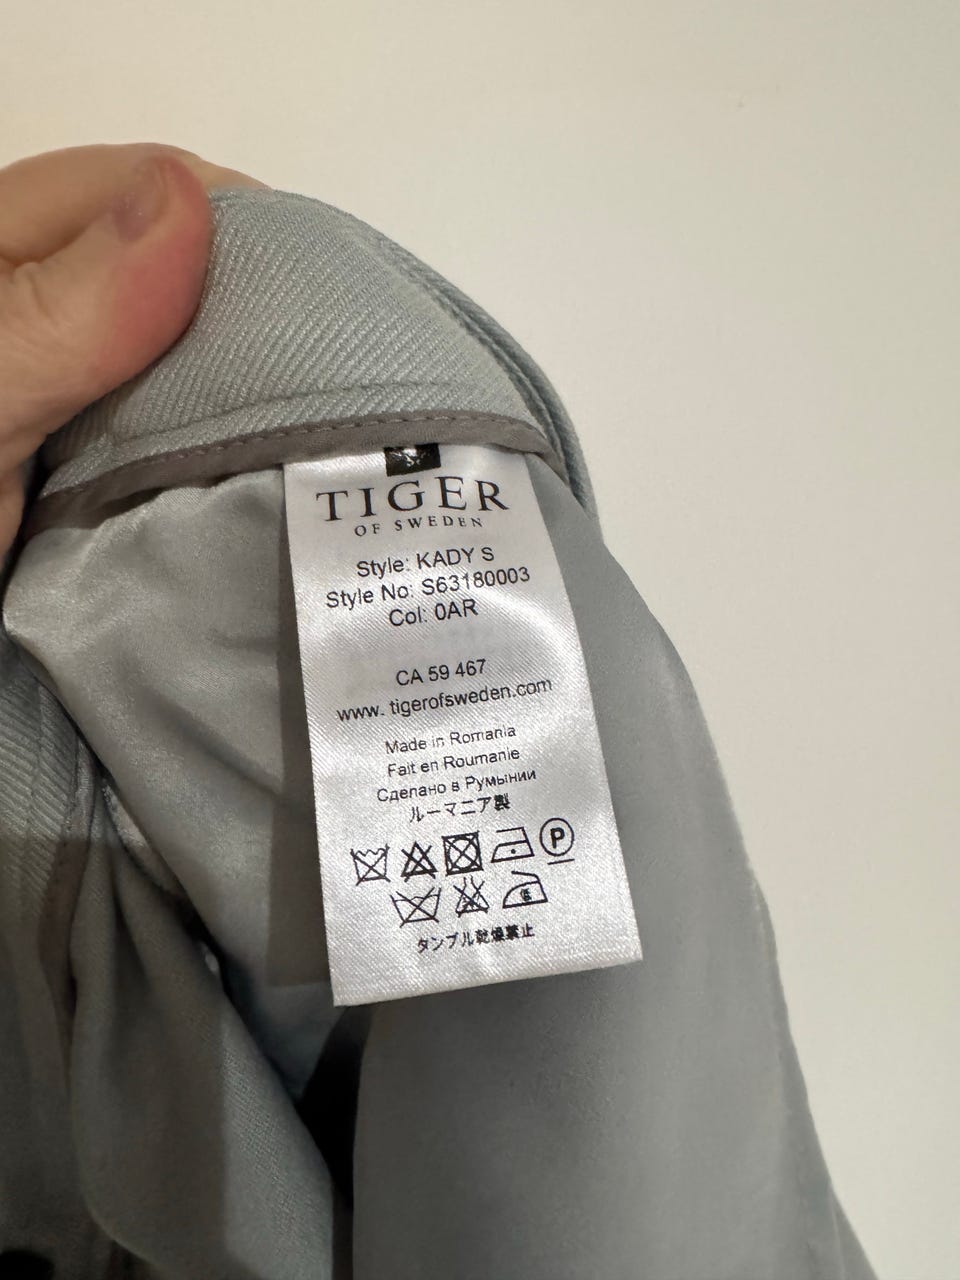 TIGER
OF SWEDEN
Style: KADY S
Style No: S63180003
Col: 0AR
CA 59 467
www. tigerofsweden.com
Made in Romania
Fait en Roumanie
Сделано в Румынии
ルーマニア製
P
タンブル乾燥禁止